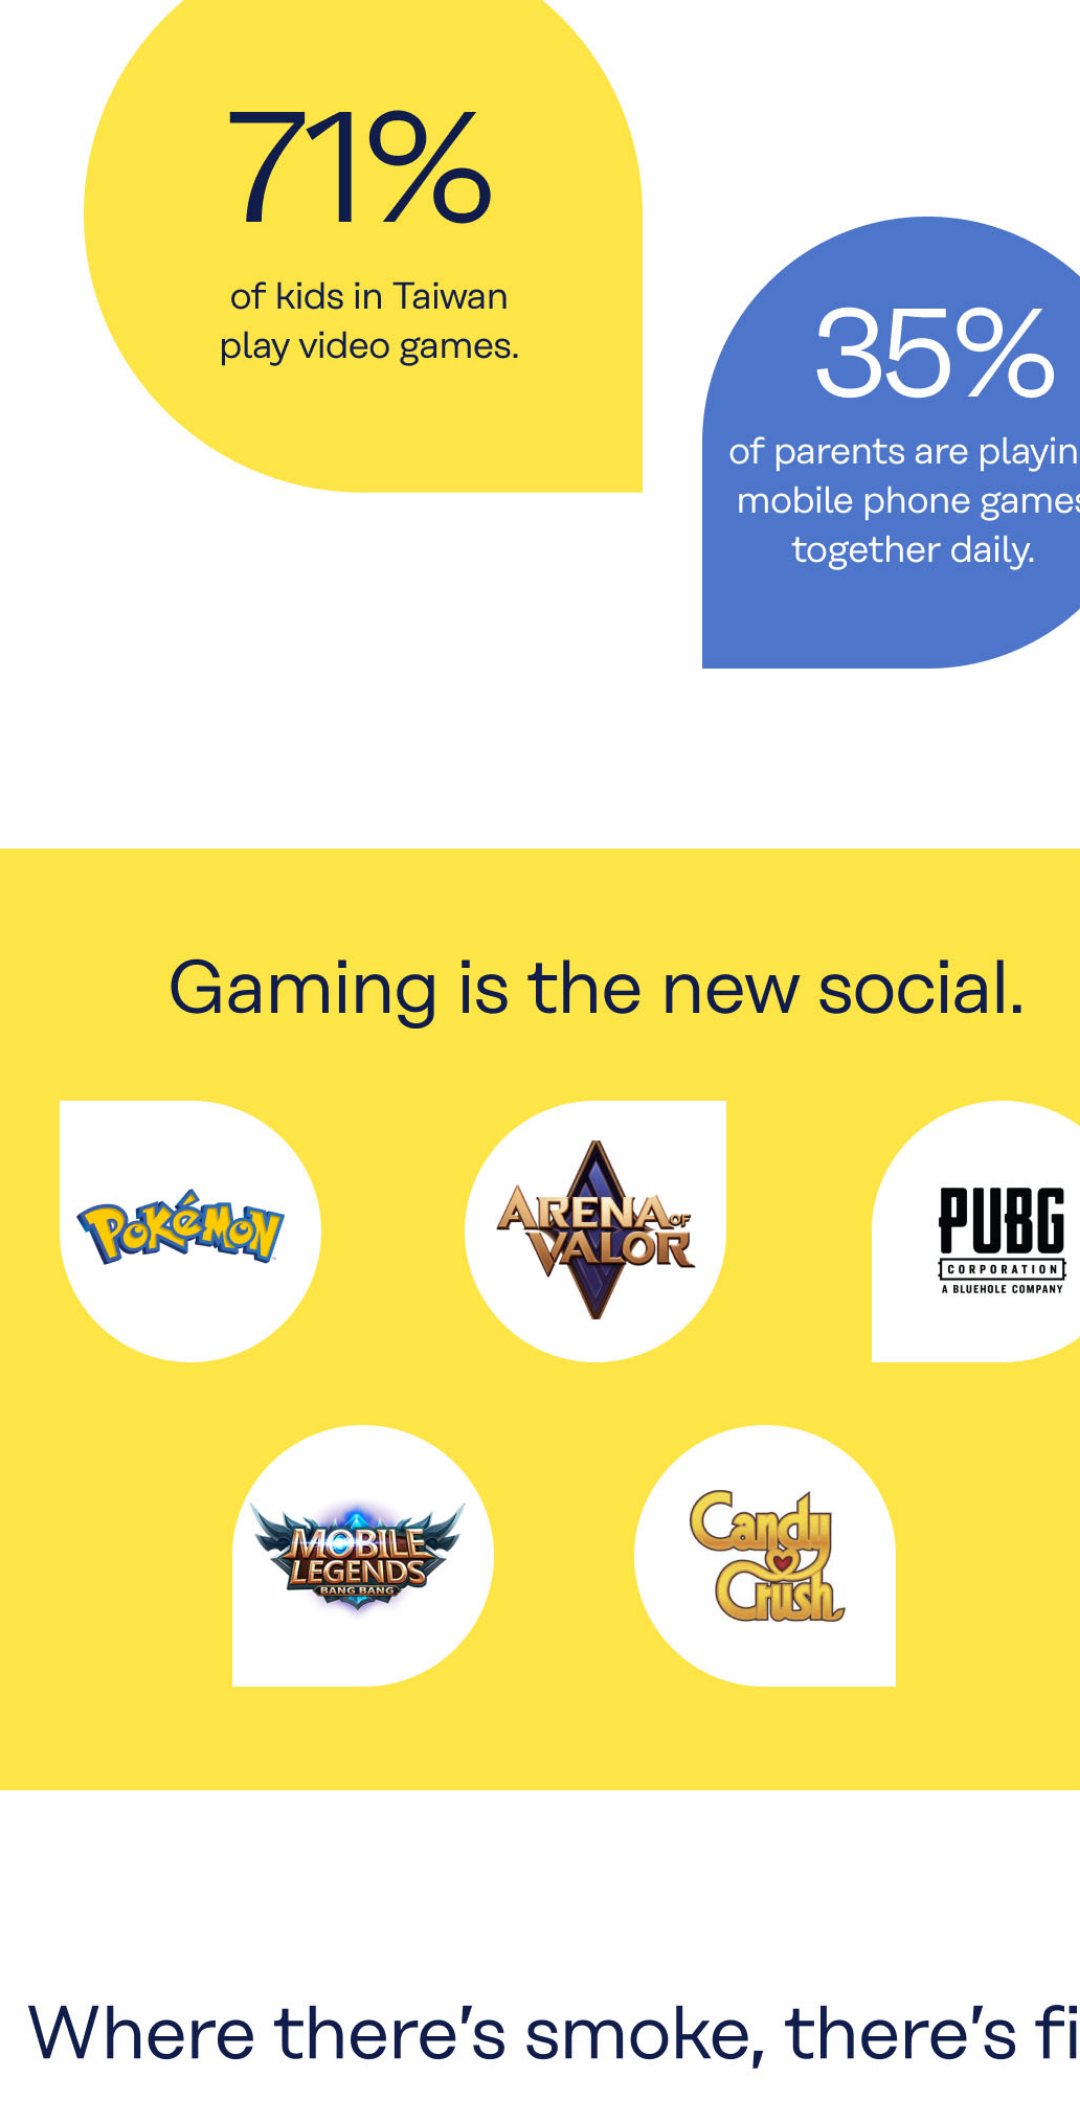 71%
of kids in Taiwan
play video games.
35%
of parents are playin
mobile phone games
together daily.
Gaming is the new social.
POKéMON
ARENA OF
VALOR
PUBG
CORPORATION
A BLUEHOLE COMPANY
MOBILE
LEGENDS
BANG BANG
Candy
Crush
Where there's smoke, there's fi